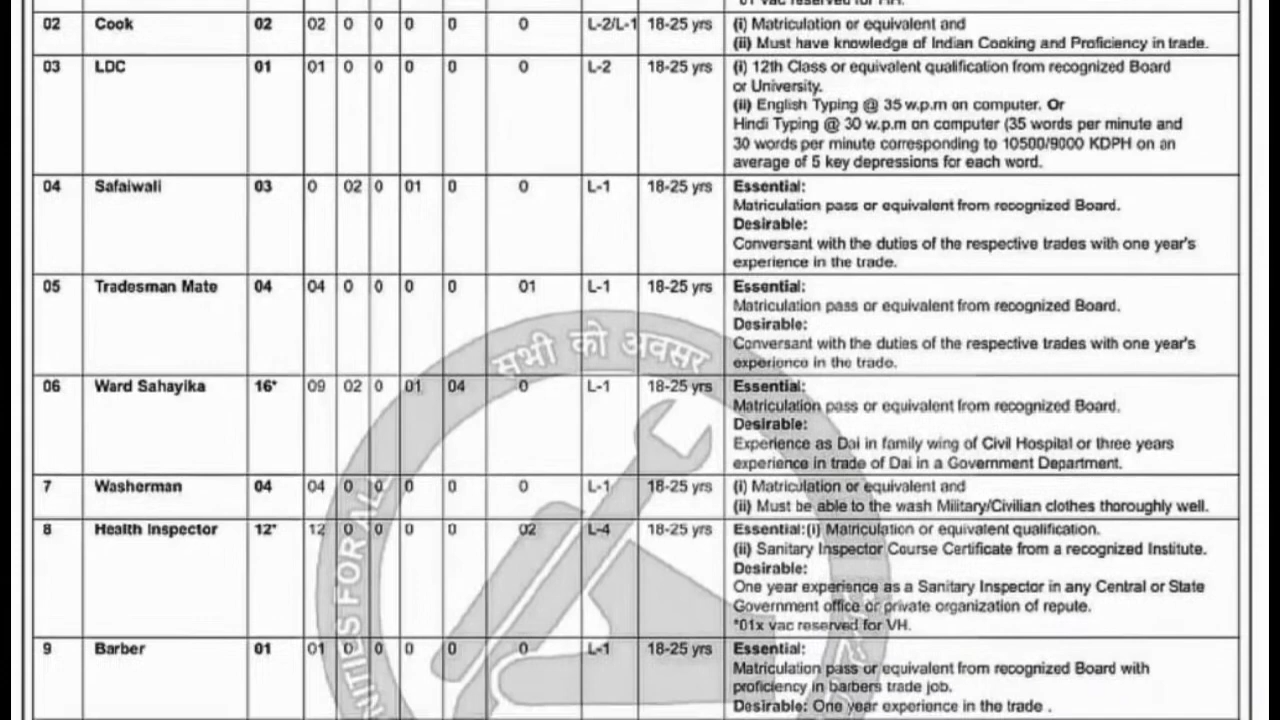 02 Cook 02 02 0 0 0 0 0 L-2/L-1 18-25 yrs (i) Matriculation or equivalent and
(ii) Must have knowledge of Indian Cooking and Proficiency in trade.
03 LDC 01 01 0 0 0 0 0 L-2 18-25 yrs (i) 12th Class or equivalent qualification from recognized Board
or University.
(ii) English Typing @ 35 w.p.m on computer. Or
Hindi Typing @ 30 w.p.m on computer (35 words per minute and
30 words per minute corresponding to 10500/9000 KDPH on an
average of 5 key depressions for each word.
04 Safaiwali 03 0 02 0 01 0 0 L-1 18-25 yrs Essential:
Matriculation pass or equivalent from recognized Board.
Desirable:
Conversant with the duties of the respective trades with one year's
experience in the trade.
05 Tradesman Mate 04 04 0 0 0 0 01 L-1 18-25 yrs Essential:
Matriculation pass or equivalent from recognized Board.
Desirable:
Conversant with the duties of the respective trades with one year's
experience in the trade.
06 Ward Sahayika 16* 09 02 0 01 04 0 L-1 18-25 yrs Essential:
Matriculation pass or equivalent from recognized Board.
Desirable:
Experience as Dai in family wing of Civil Hospital or three years
experience in trade of Dai in a Government Department.
7 Washerman 04 04 0 0 0 0 0 L-1 18-25 yrs (i) Matriculation or equivalent and
(ii) Must be able to the wash Military/Civilian clothes thoroughly well.
8 Health Inspector 12* 12 0 0 0 0 02 L-4 18-25 yrs Essential:(i) Matriculation or equivalent qualification.
(ii) Sanitary Inspector Course Certificate from a recognized Institute.
Desirable:
One year experience as a Sanitary Inspector in any Central or State
Government office or private organization of repute.
*01x vac reserved for VH.
9 Barber 01 01 0 0 0 0 0 L-1 18-25 yrs Essential:
Matriculation pass or equivalent from recognized Board with
proficiency in barbers trade job.
Desirable: One year experience in the trade .
सभी को अवसर
NITIES FOR ALL